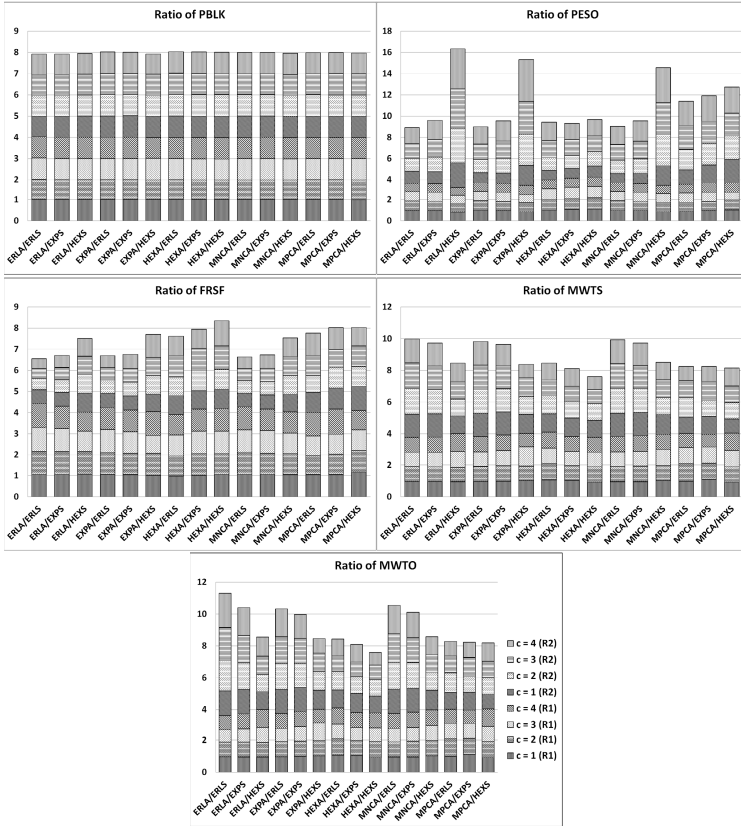 Ratio of PBLK
9
8
7
6
5
4
3
2
1
0
ERLA/ERLS
ERLA/EXPS
ERLA/HEXS
EXPA/ERLS
EXPA/EXPS
EXPA/HEXS
HEXA/ERLS
HEXA/EXPS
HEXA/HEXS
MNCA/ERLS
MNCA/EXPS
MNCA/HEXS
MPCA/ERLS
MPCA/EXPS
MPCA/HEXS
Ratio of PESO
18
16
14
12
10
8
6
4
2
0
ERLA/ERLS
ERLA/EXPS
ERLA/HEXS
EXPA/ERLS
EXPA/EXPS
EXPA/HEXS
HEXA/ERLS
HEXA/EXPS
HEXA/HEXS
MNCA/ERLS
MNCA/EXPS
MNCA/HEXS
MPCA/ERLS
MPCA/EXPS
MPCA/HEXS
Ratio of FRSF
9
8
7
6
5
4
3
2
1
0
ERLA/ERLS
ERLA/EXPS
ERLA/HEXS
EXPA/ERLS
EXPA/EXPS
EXPA/HEXS
HEXA/ERLS
HEXA/EXPS
HEXA/HEXS
MNCA/ERLS
MNCA/EXPS
MNCA/HEXS
MPCA/ERLS
MPCA/EXPS
MPCA/HEXS
Ratio of MWTS
12
10
8
6
4
2
0
ERLA/ERLS
ERLA/EXPS
ERLA/HEXS
EXPA/ERLS
EXPA/EXPS
EXPA/HEXS
HEXA/ERLS
HEXA/EXPS
HEXA/HEXS
MNCA/ERLS
MNCA/EXPS
MNCA/HEXS
MPCA/ERLS
MPCA/EXPS
MPCA/HEXS
Ratio of MWTO
12
10
8
6
4
2
0
ERLA/ERLS
ERLA/EXPS
ERLA/HEXS
EXPA/ERLS
EXPA/EXPS
EXPA/HEXS
HEXA/ERLS
HEXA/EXPS
HEXA/HEXS
MNCA/ERLS
MNCA/EXPS
MNCA/HEXS
MPCA/ERLS
MPCA/EXPS
MPCA/HEXS
c = 4 (R2)
c = 3 (R2)
c = 2 (R2)
c = 1 (R2)
c = 4 (R1)
c = 3 (R1)
c = 2 (R1)
c = 1 (R1)